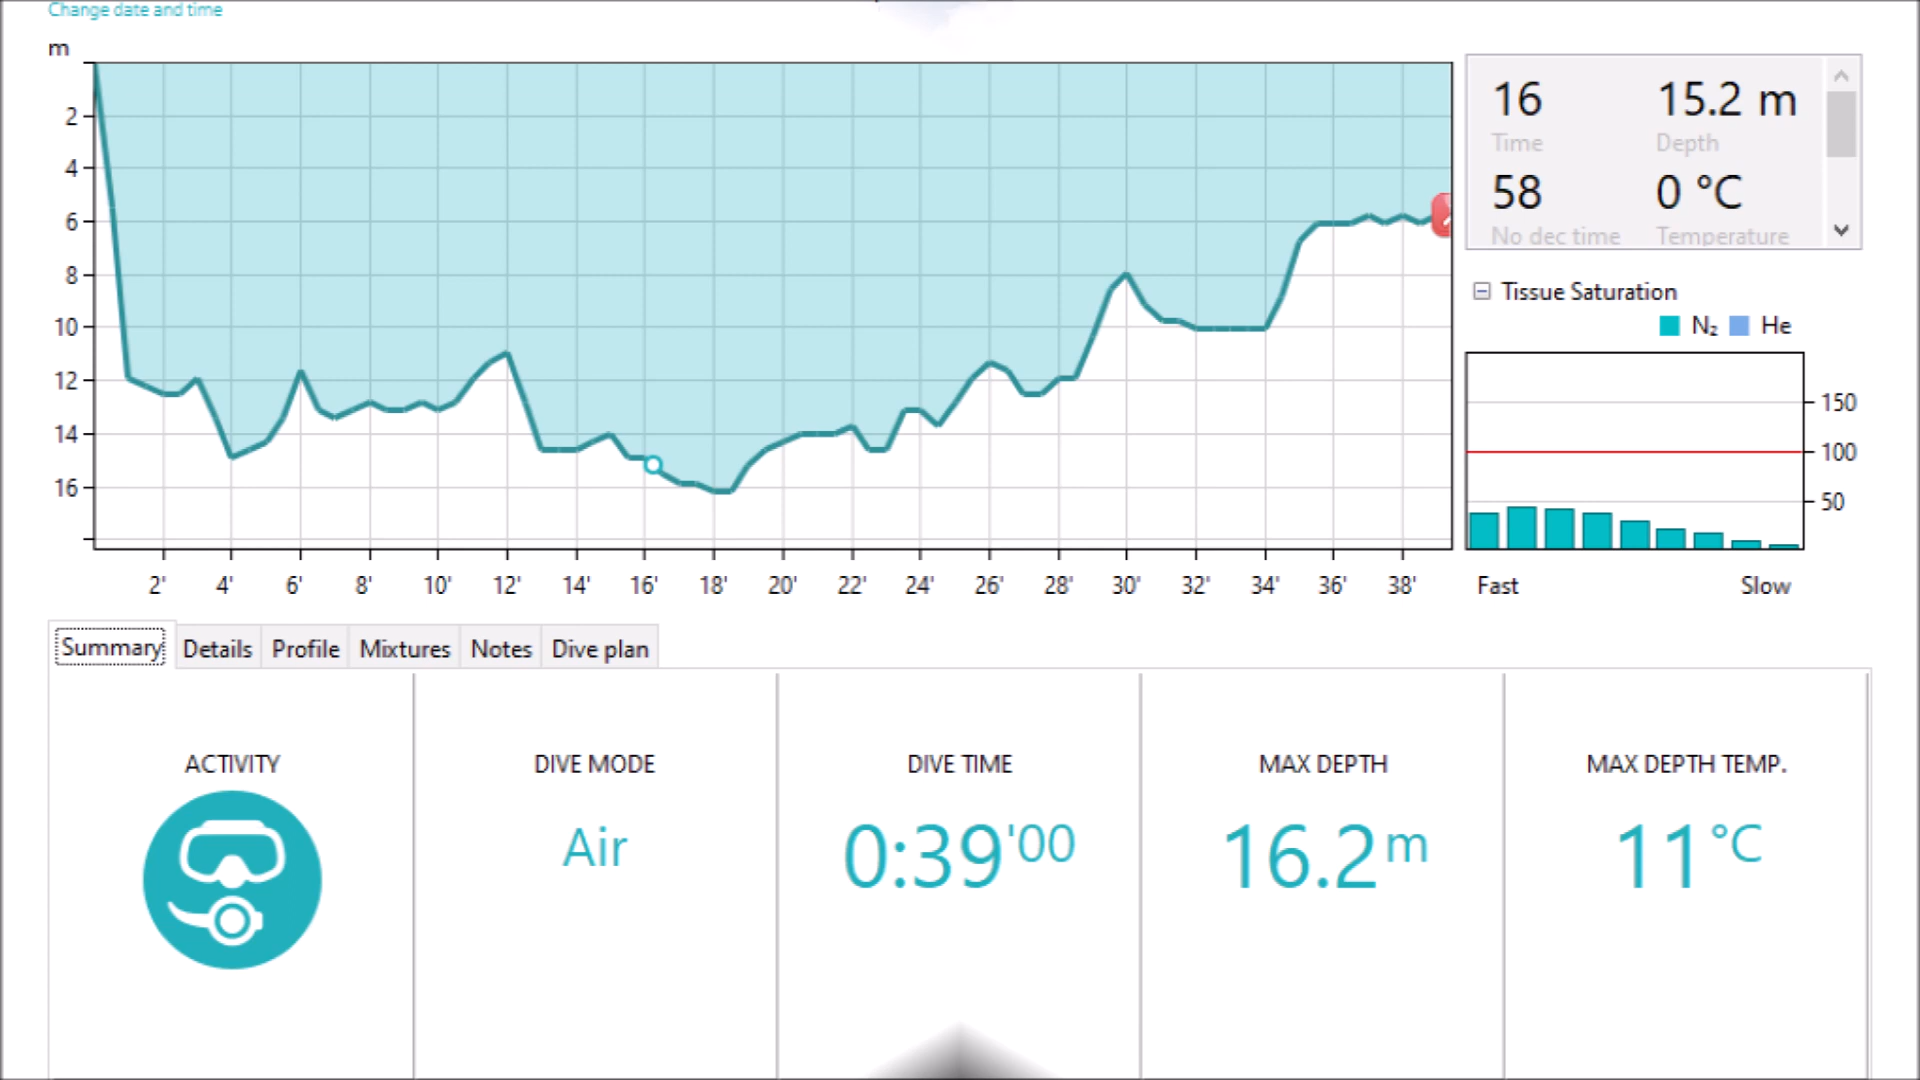 Change date and time
m
2
4
6
8
10
12
14
16
2' 4' 6' 8' 10' 12' 14' 16' 18' 20' 22' 24' 26' 28' 30' 32' 34' 36' 38'
16 15.2 m
Time Depth
58 0 °C
No dec time Temperature
Tissue Saturation
N₂ He
150
100
50
Fast Slow
Summary Details Profile Mixtures Notes Dive plan
ACTIVITY DIVE MODE DIVE TIME MAX DEPTH MAX DEPTH TEMP.
Air 0:39'00 16.2 m 11 °C